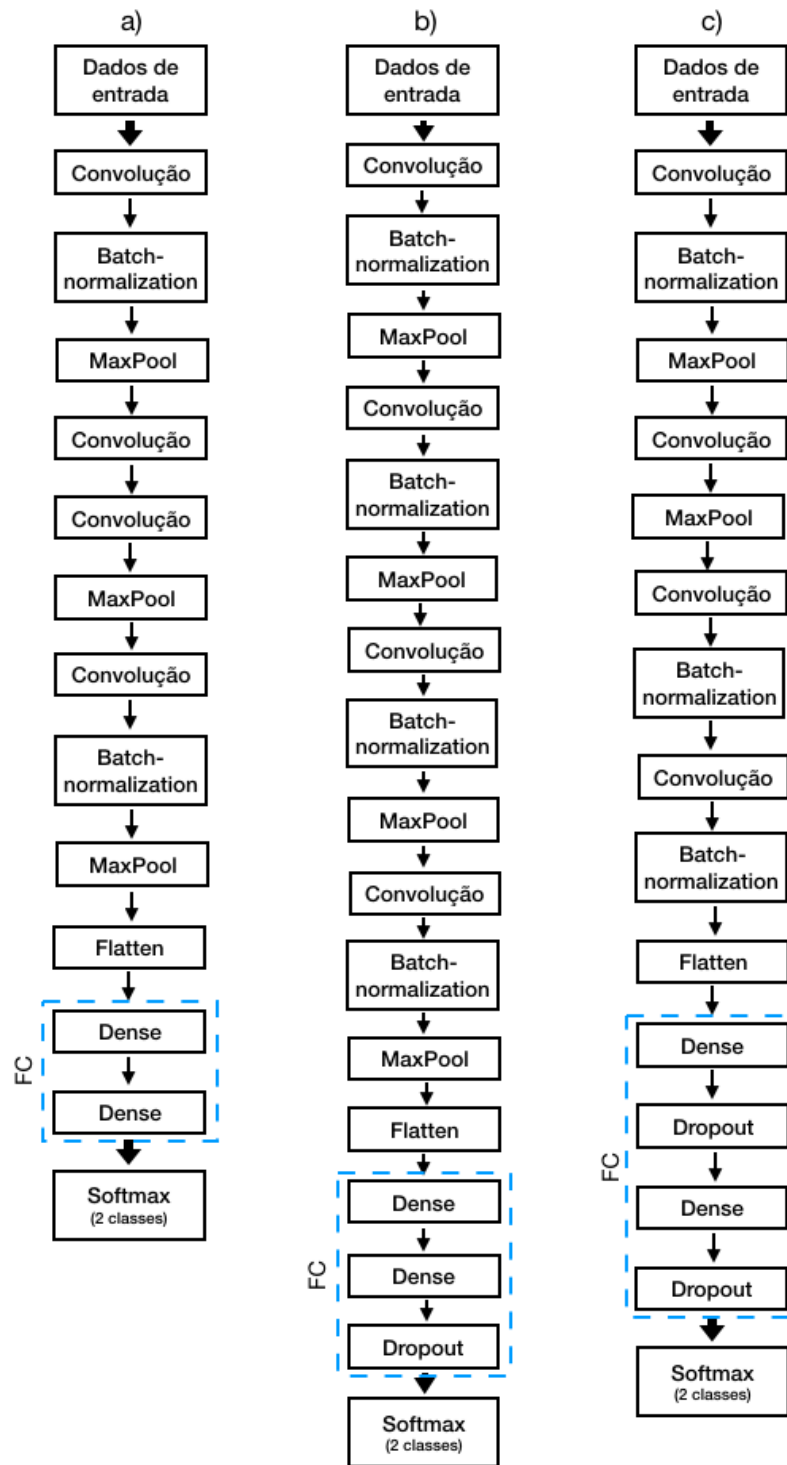 a)
Dados de
entrada
Convolução
Batch-
normalization
MaxPool
Convolução
Convolução
MaxPool
Convolução
Batch-
normalization
MaxPool
Flatten
FC
Dense
Dense
Softmax
(2 classes)
b)
Dados de
entrada
Convolução
Batch-
normalization
MaxPool
Convolução
Batch-
normalization
MaxPool
Convolução
Batch-
normalization
MaxPool
Convolução
Batch-
normalization
MaxPool
Flatten
FC
Dense
Dense
Dropout
Softmax
(2 classes)
c)
Dados de
entrada
Convolução
Batch-
normalization
MaxPool
Convolução
MaxPool
Convolução
Batch-
normalization
Convolução
Batch-
normalization
Flatten
FC
Dense
Dropout
Dense
Dropout
Softmax
(2 classes)